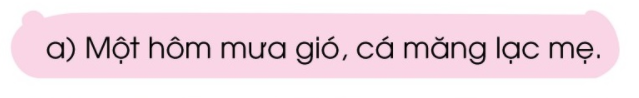 a) Một hôm mưa gió, cá măng lạc mẹ.